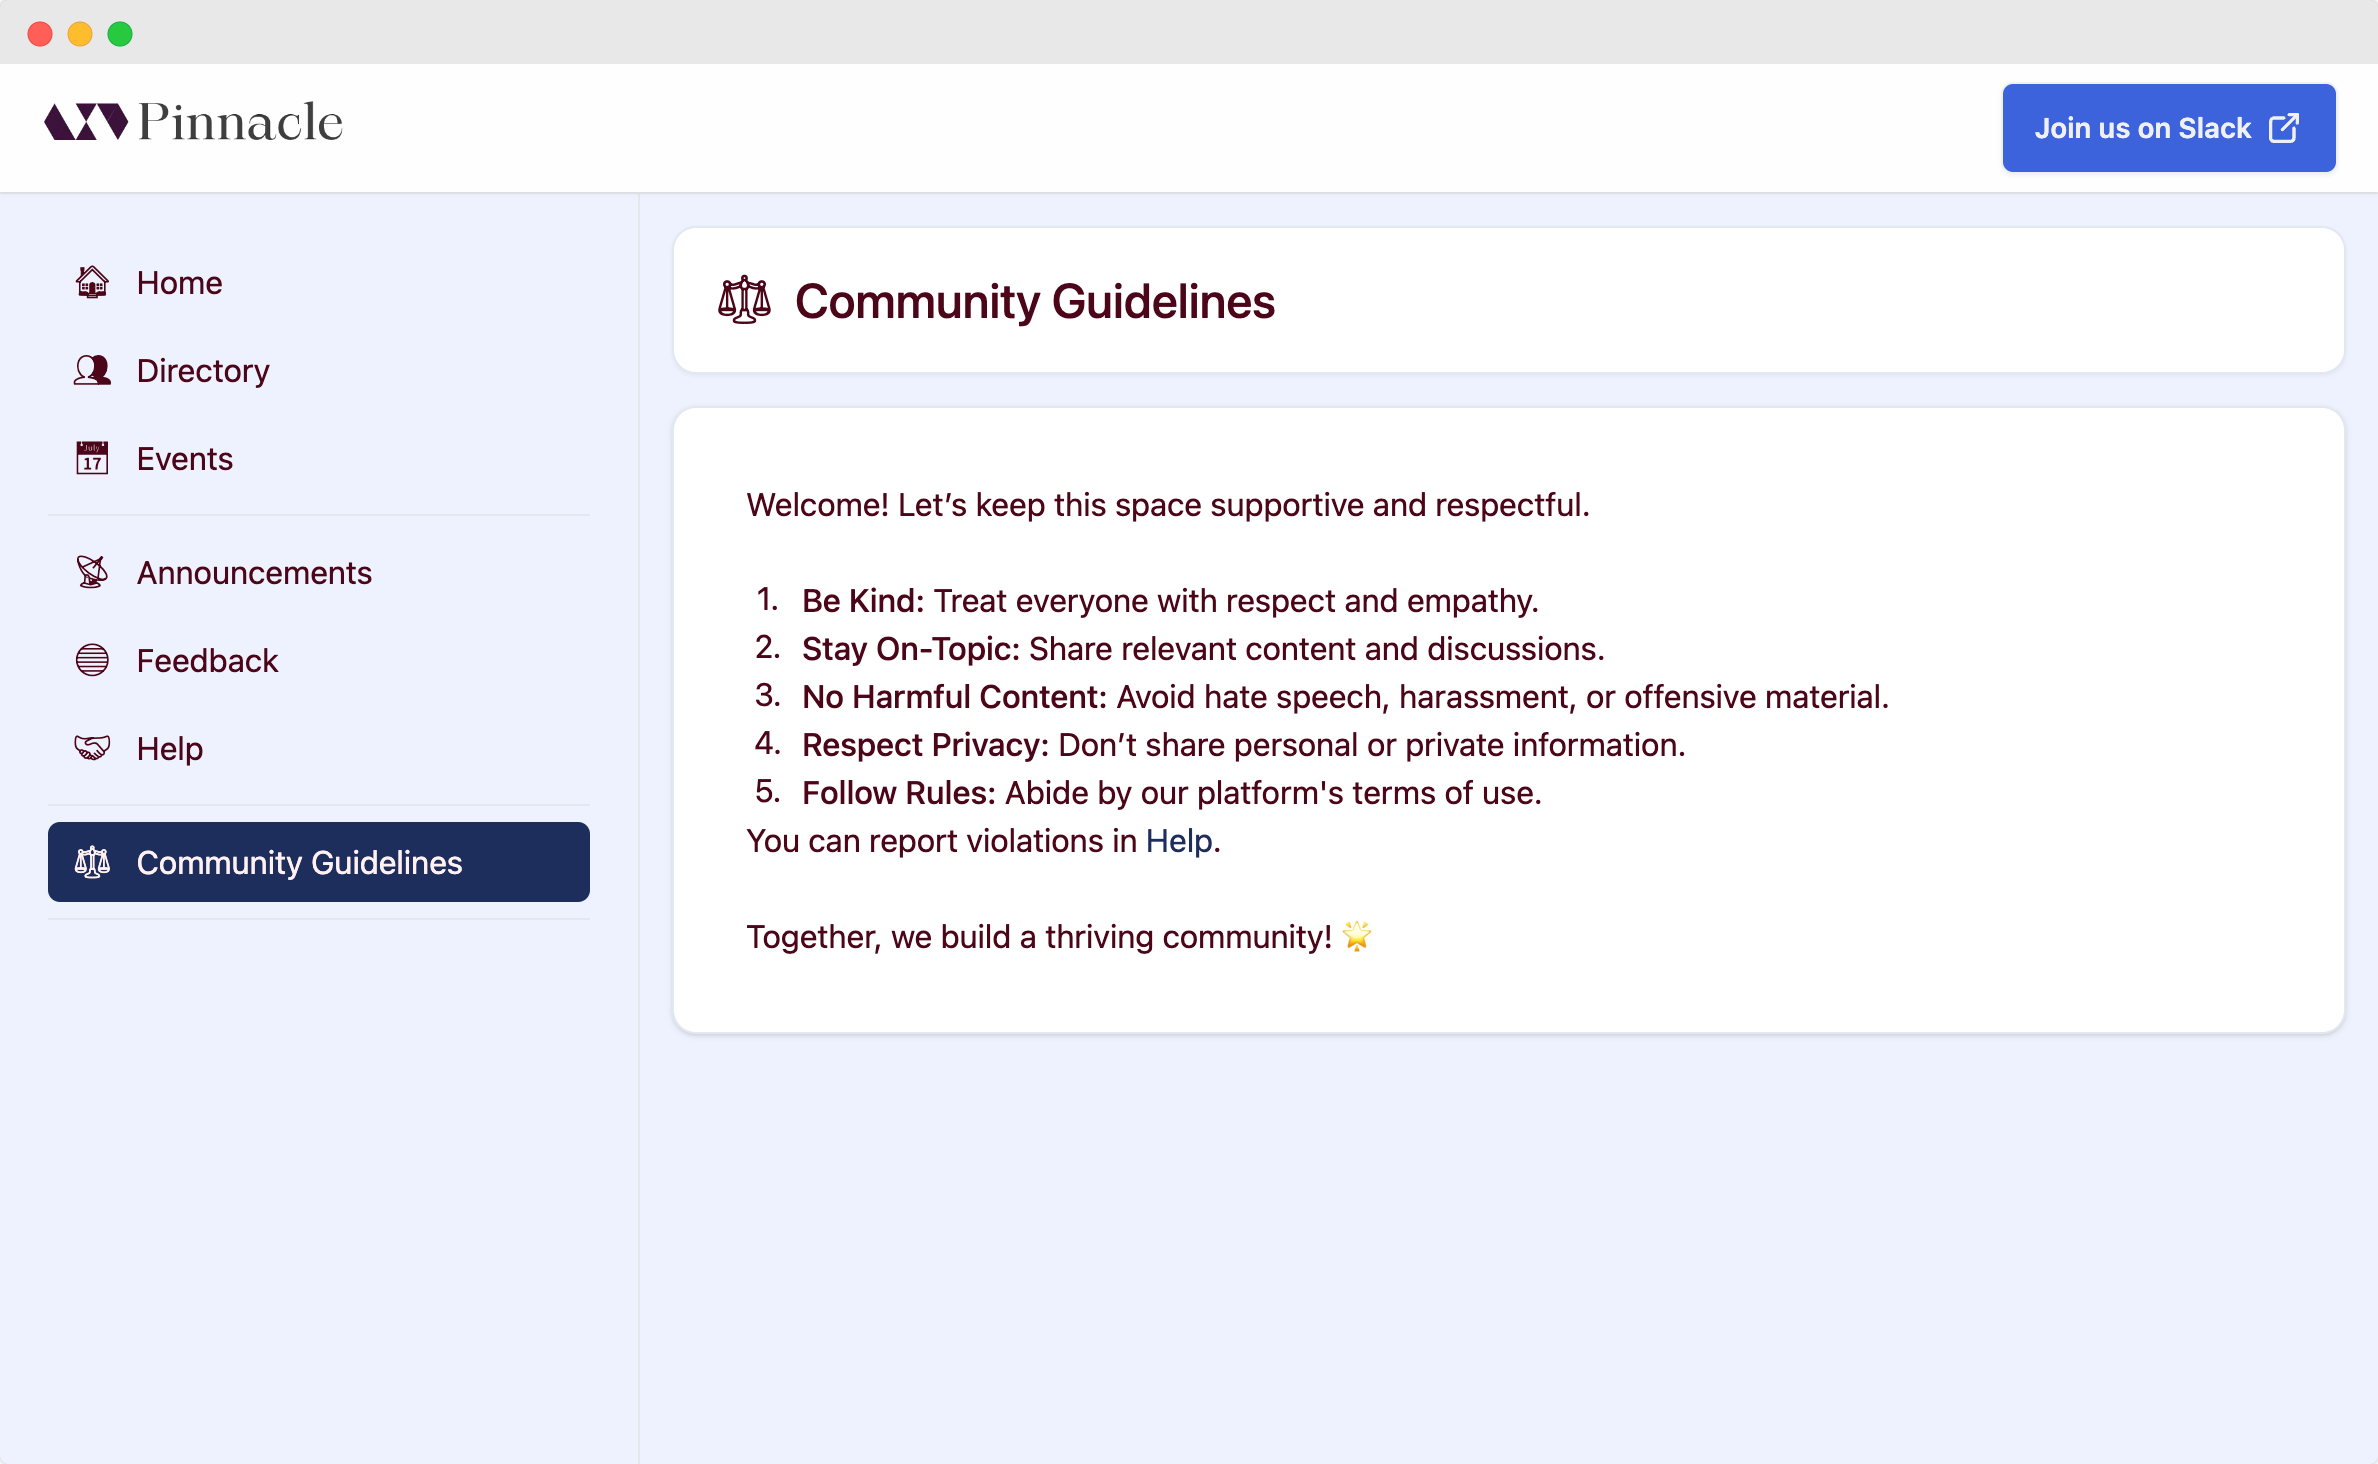 Pinnacle
Join us on Slack
Home
Directory
July
17
Events
Announcements
Feedback
Help
Community Guidelines
Community Guidelines
Welcome! Let’s keep this space supportive and respectful.
1. Be Kind: Treat everyone with respect and empathy.
2. Stay On-Topic: Share relevant content and discussions.
3. No Harmful Content: Avoid hate speech, harassment, or offensive material.
4. Respect Privacy: Don’t share personal or private information.
5. Follow Rules: Abide by our platform's terms of use.
You can report violations in Help.
Together, we build a thriving community! 🌟